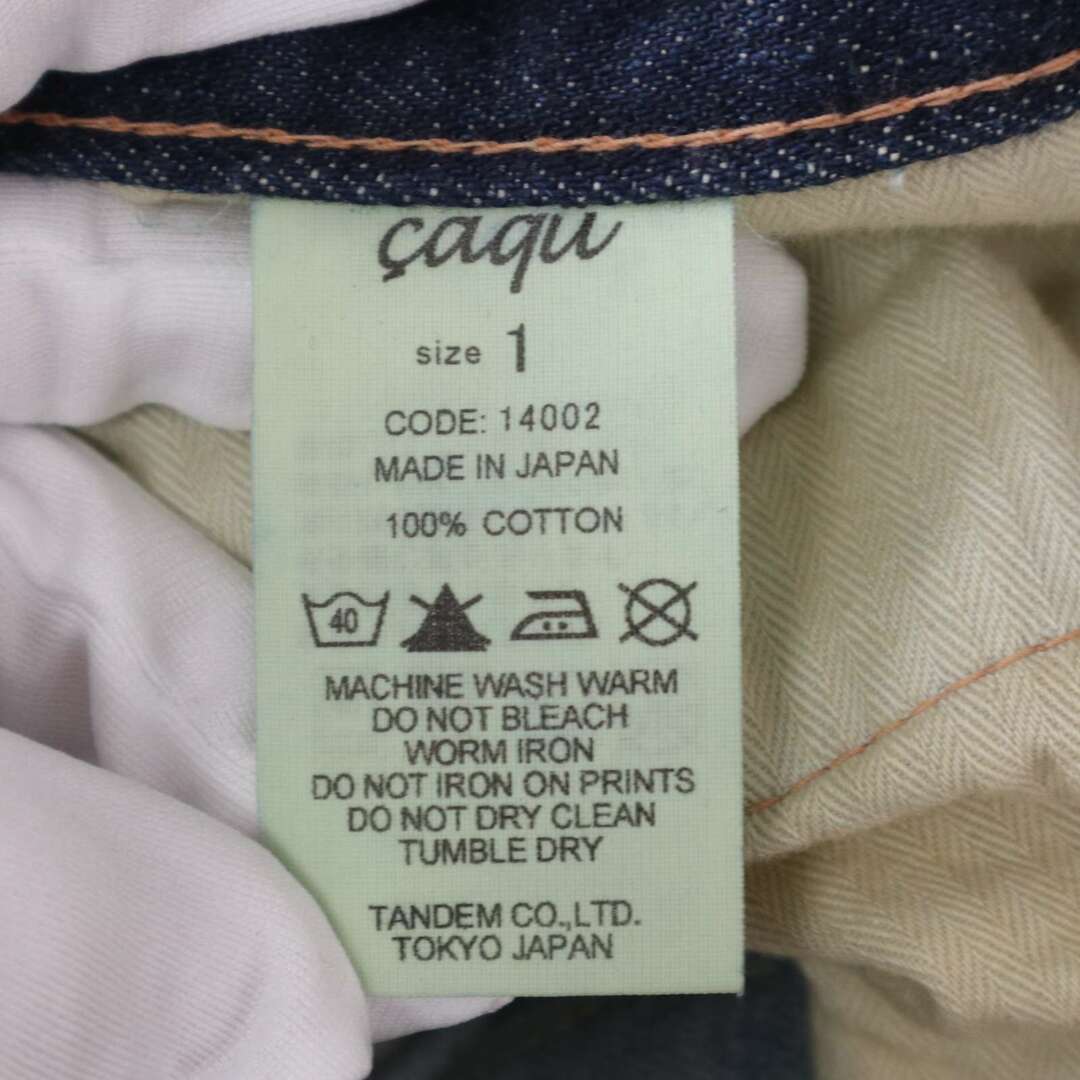 çaqu
size 1
CODE: 14002
MADE IN JAPAN
100% COTTON
40
MACHINE WASH WARM
DO NOT BLEACH
WORM IRON
DO NOT IRON ON PRINTS
DO NOT DRY CLEAN
TUMBLE DRY
TANDEM CO.,LTD.
TOKYO JAPAN